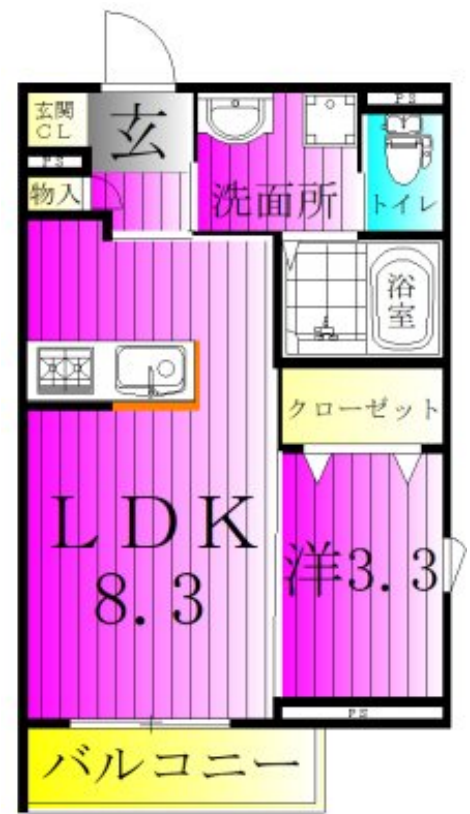 玄関
CL
玄
PS
PS
物入
洗面所
トイレ
浴室
クローゼット
LDK
8.3
洋3.3
PS
バルコニー